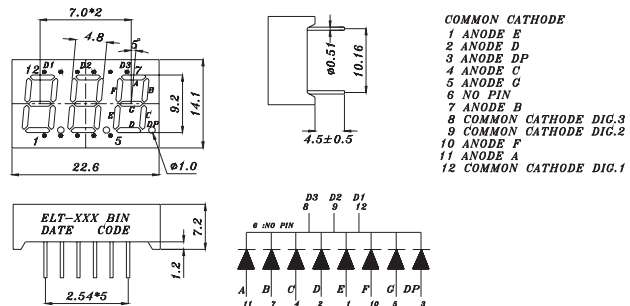 7.0*2
4.8
5°
12 D1 D2 D3 7
A
F B
G
E C
D DP
1 5
9.2
14.1
22.6
ø1.0
ø0.51
10.16
4.5±0.5
COMMON CATHODE
1 ANODE E
2 ANODE D
3 ANODE DP
4 ANODE C
5 ANODE G
6 NO PIN
7 ANODE B
8 COMMON CATHODE DIG.3
9 COMMON CATHODE DIG.2
10 ANODE F
11 ANODE A
12 COMMON CATHODE DIG.1
ELT-XXX BIN
DATE CODE
7.2
1.2
2.54*5
D3 D2 D1
8 9 12
6 :NO PIN
A B C D E F G DP
11 7 4 2 1 10 5 3